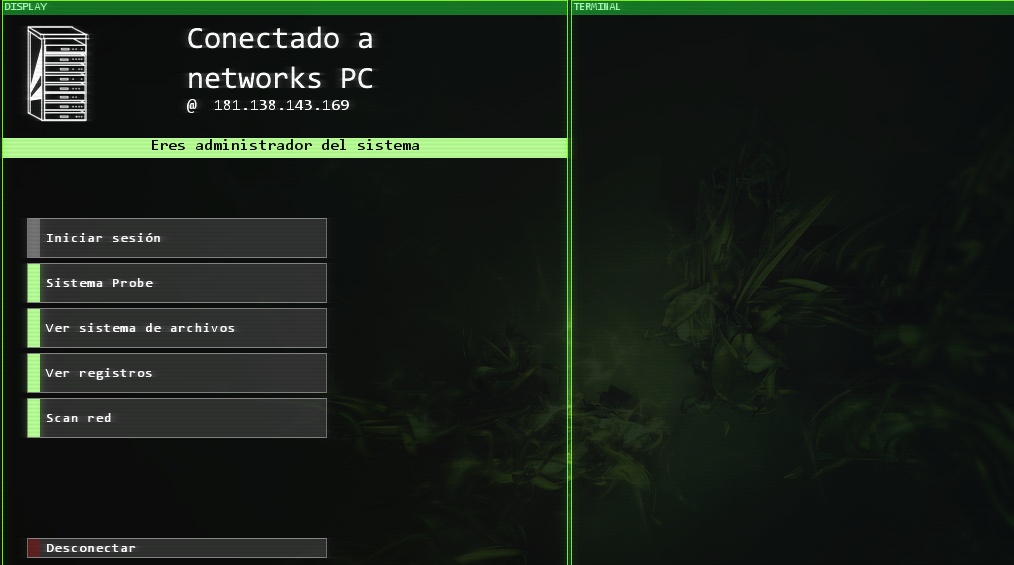 DISPLAY
TERMINAL
Conectado a
networks PC
@ 181.138.143.169
Eres administrador del sistema
Iniciar sesión
Sistema Probe
Ver sistema de archivos
Ver registros
Scan red
Desconectar